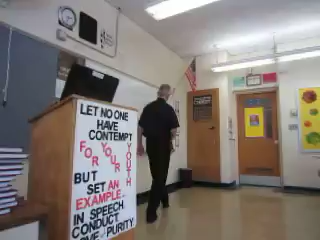 LET NO ONE
HAVE
CONTEMPT
FOR YOUR
YOUTH
BUT
SET AN
EXAMPLE
IN SPEECH
CONDUCT
PURITY